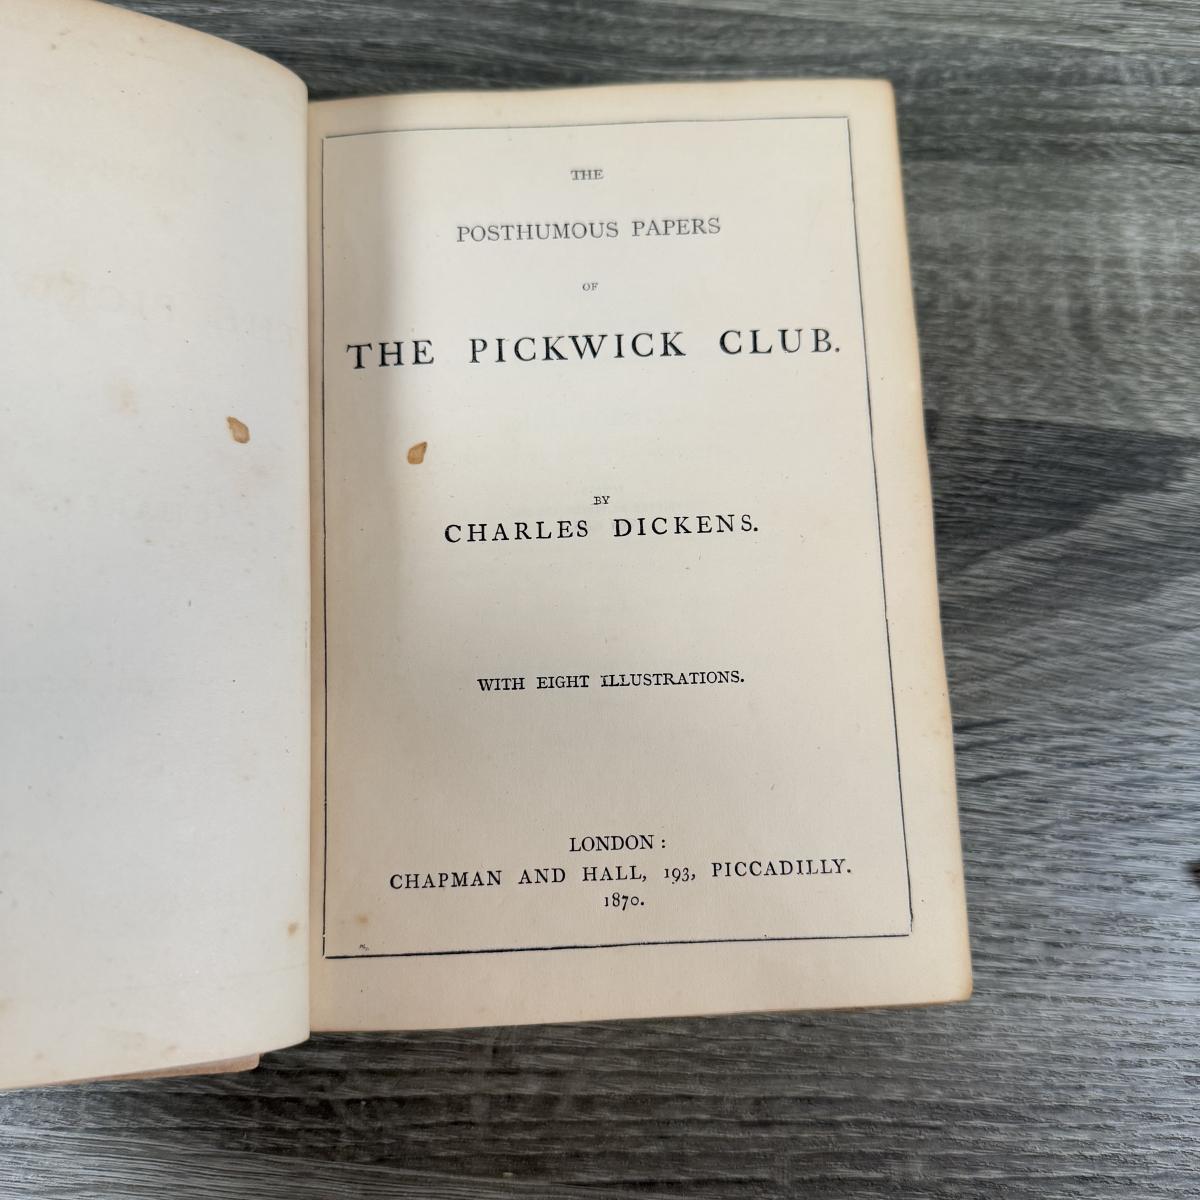 THE
POSTHUMOUS PAPERS
OF
THE PICKWICK CLUB.
BY
CHARLES DICKENS.
WITH EIGHT ILLUSTRATIONS.
LONDON:
CHAPMAN AND HALL, 193, PICCADILLY.
1870.